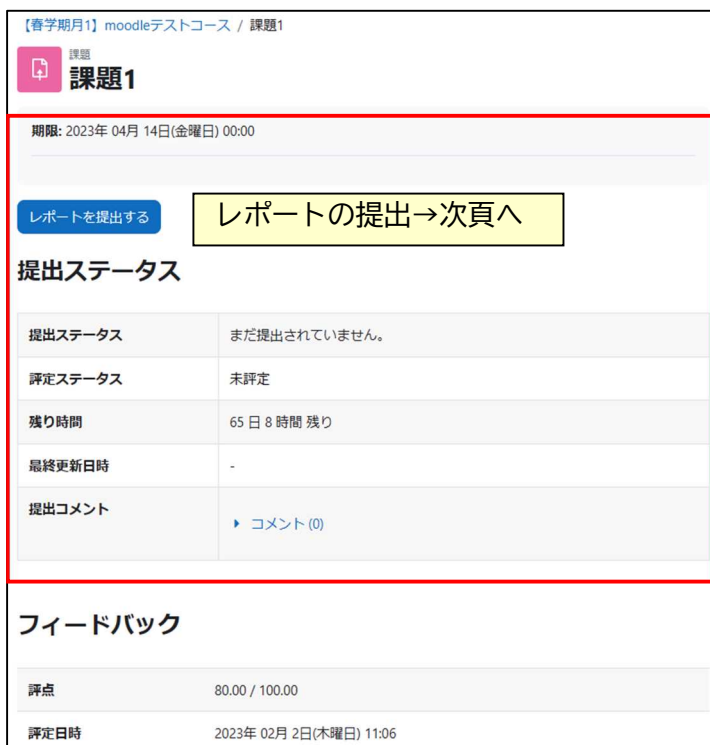 【春学期月1】moodleテストコース / 課題1
課題
課題1
期限: 2023年 04月 14日(金曜日) 00:00
レポートを提出する
レポートの提出→次頁へ
提出ステータス
提出ステータス まだ提出されていません。
評定ステータス 未評定
残り時間 65 日 8 時間 残り
最終更新日時 -
提出コメント コメント (0)
フィードバック
評点 80.00 / 100.00
評定日時 2023年 02月 2日(木曜日) 11:06